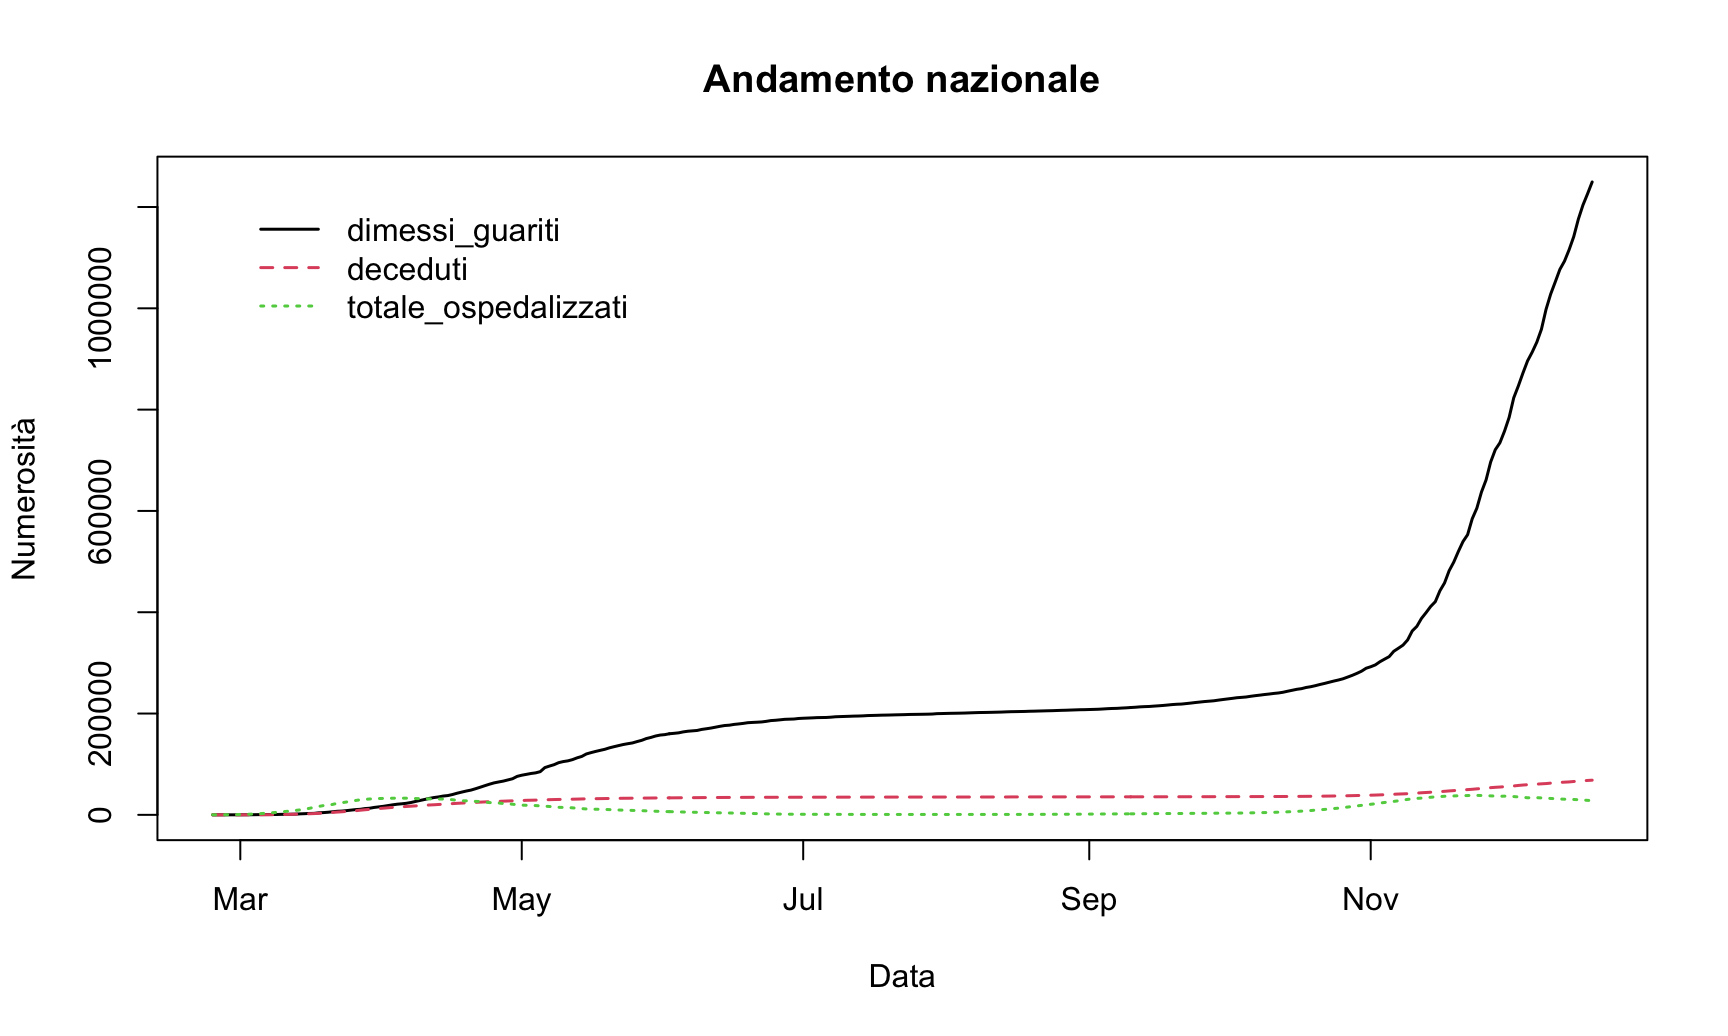 Andamento nazionale
dimessi_guariti
deceduti
totale_ospedalizzati
Numerosità
1000000
600000
200000
0
Mar May Jul Sep Nov
Data